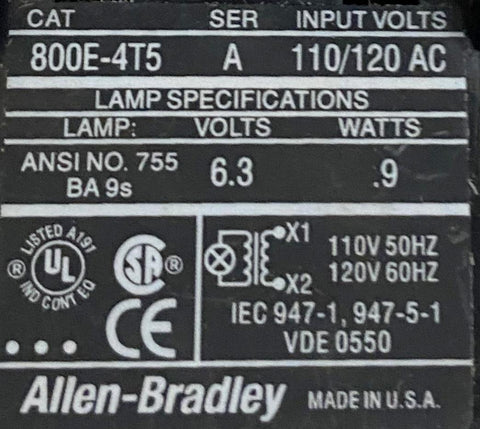 CAT SER INPUT VOLTS
800E-4T5 A 110/120 AC
LAMP SPECIFICATIONS
LAMP: VOLTS WATTS
ANSI NO. 755
BA 9s 6.3 .9
LISTED A191
UL
IND CONT EQ
®
SA ®
CE
X1
X2
110V 50HZ
120V 60HZ
IEC 947-1, 947-5-1
VDE 0550
Allen-Bradley MADE IN U.S.A.